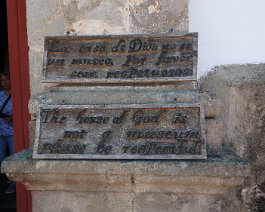 La casa de Dios no es
un museo. Por favor
sean respetuosos
The house of God is
not a museum
please be respectful